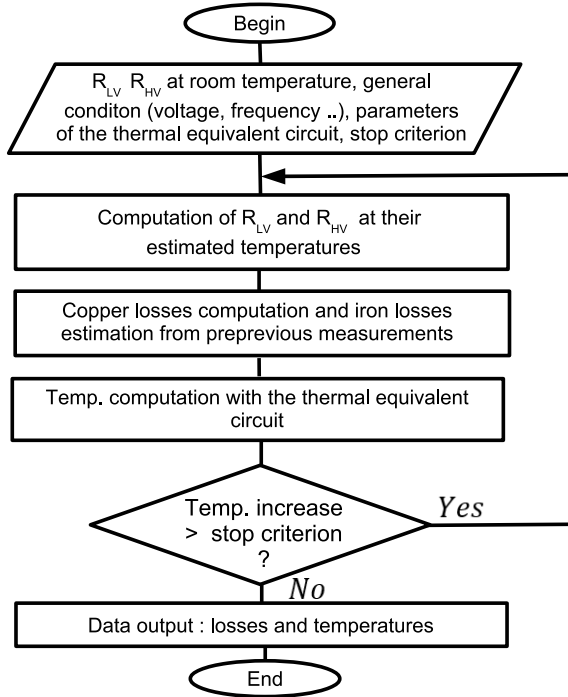 Begin
R_LV R_HV at room temperature, general
conditon (voltage, frequency ..), parameters
of the thermal equivalent circuit, stop criterion
Computation of R_LV and R_HV at their
estimated temperatures
Copper losses computation and iron losses
estimation from preprevious measurements
Temp. computation with the thermal equivalent
circuit
Temp. increase
> stop criterion
?
Yes
No
Data output : losses and temperatures
End